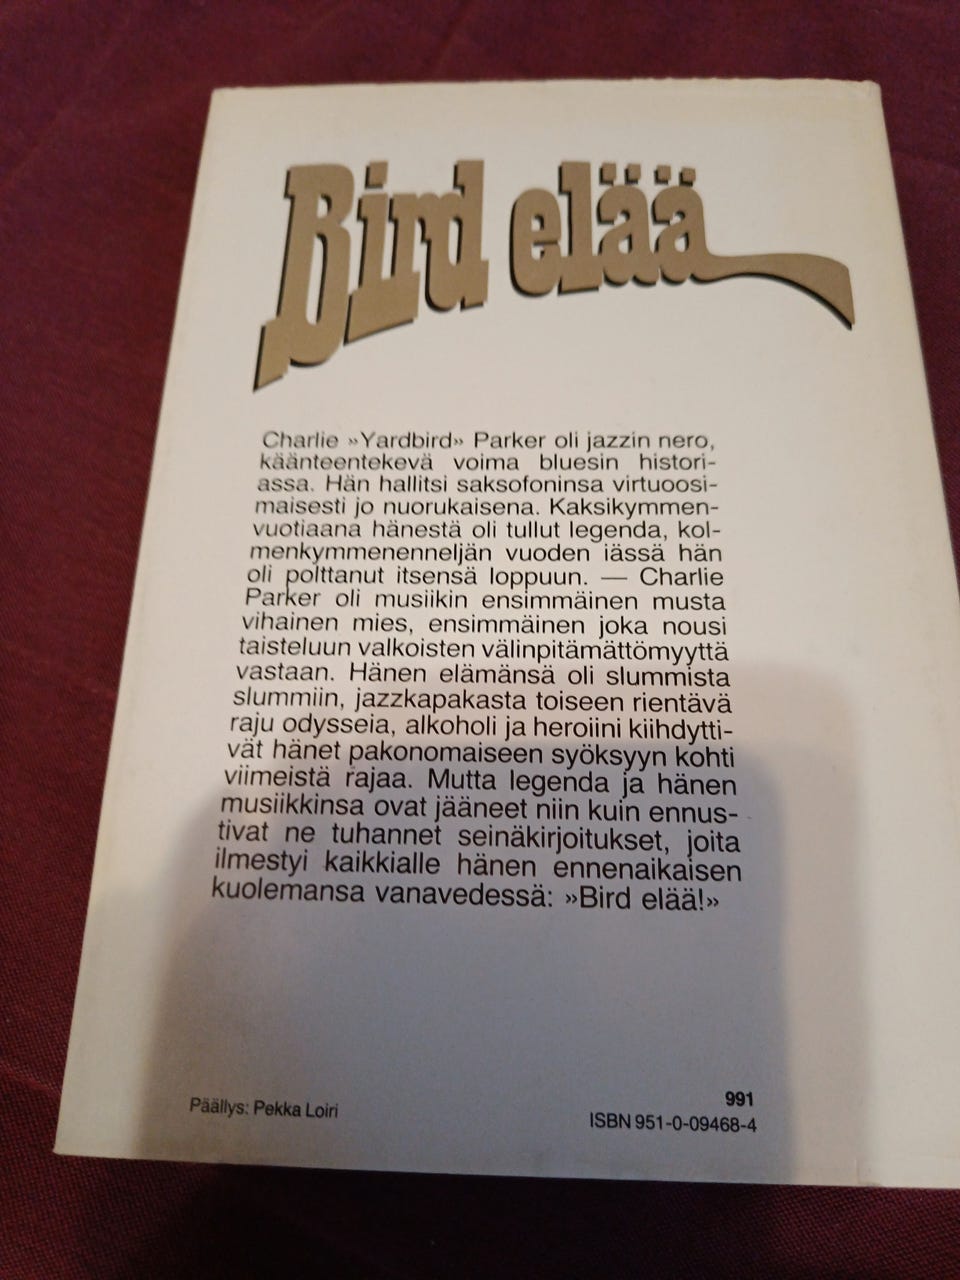 Bird elää
Charlie »Yardbird» Parker oli jazzin nero,
käänteentekevä voima bluesin histori-
assa. Hän hallitsi saksofoninsa virtuoosi-
maisesti jo nuorukaisena. Kaksikymmen-
vuotiaana hänestä oli tullut legenda, kol-
menkymmenenneljän vuoden iässä hän
oli polttanut itsensä loppuun. — Charlie
Parker oli musiikin ensimmäinen musta
vihainen mies, ensimmäinen joka nousi
taisteluun valkoisten välinpitämättömyyttä
vastaan. Hänen elämänsä oli slummista
slummiin, jazzkapakasta toiseen rientävä
raju odysseia, alkoholi ja heroiini kiihdytti-
vät hänet pakonomaiseen syöksyyn kohti
viimeistä rajaa. Mutta legenda ja hänen
musiikkinsa ovat jääneet niin kuin ennus-
tivat ne tuhannet seinäkirjoitukset, joita
ilmestyi kaikkialle hänen ennenaikaisen
kuolemansa vanavedessä: »Bird elää!»
991
Päällys: Pekka Loiri
ISBN 951-0-09468-4